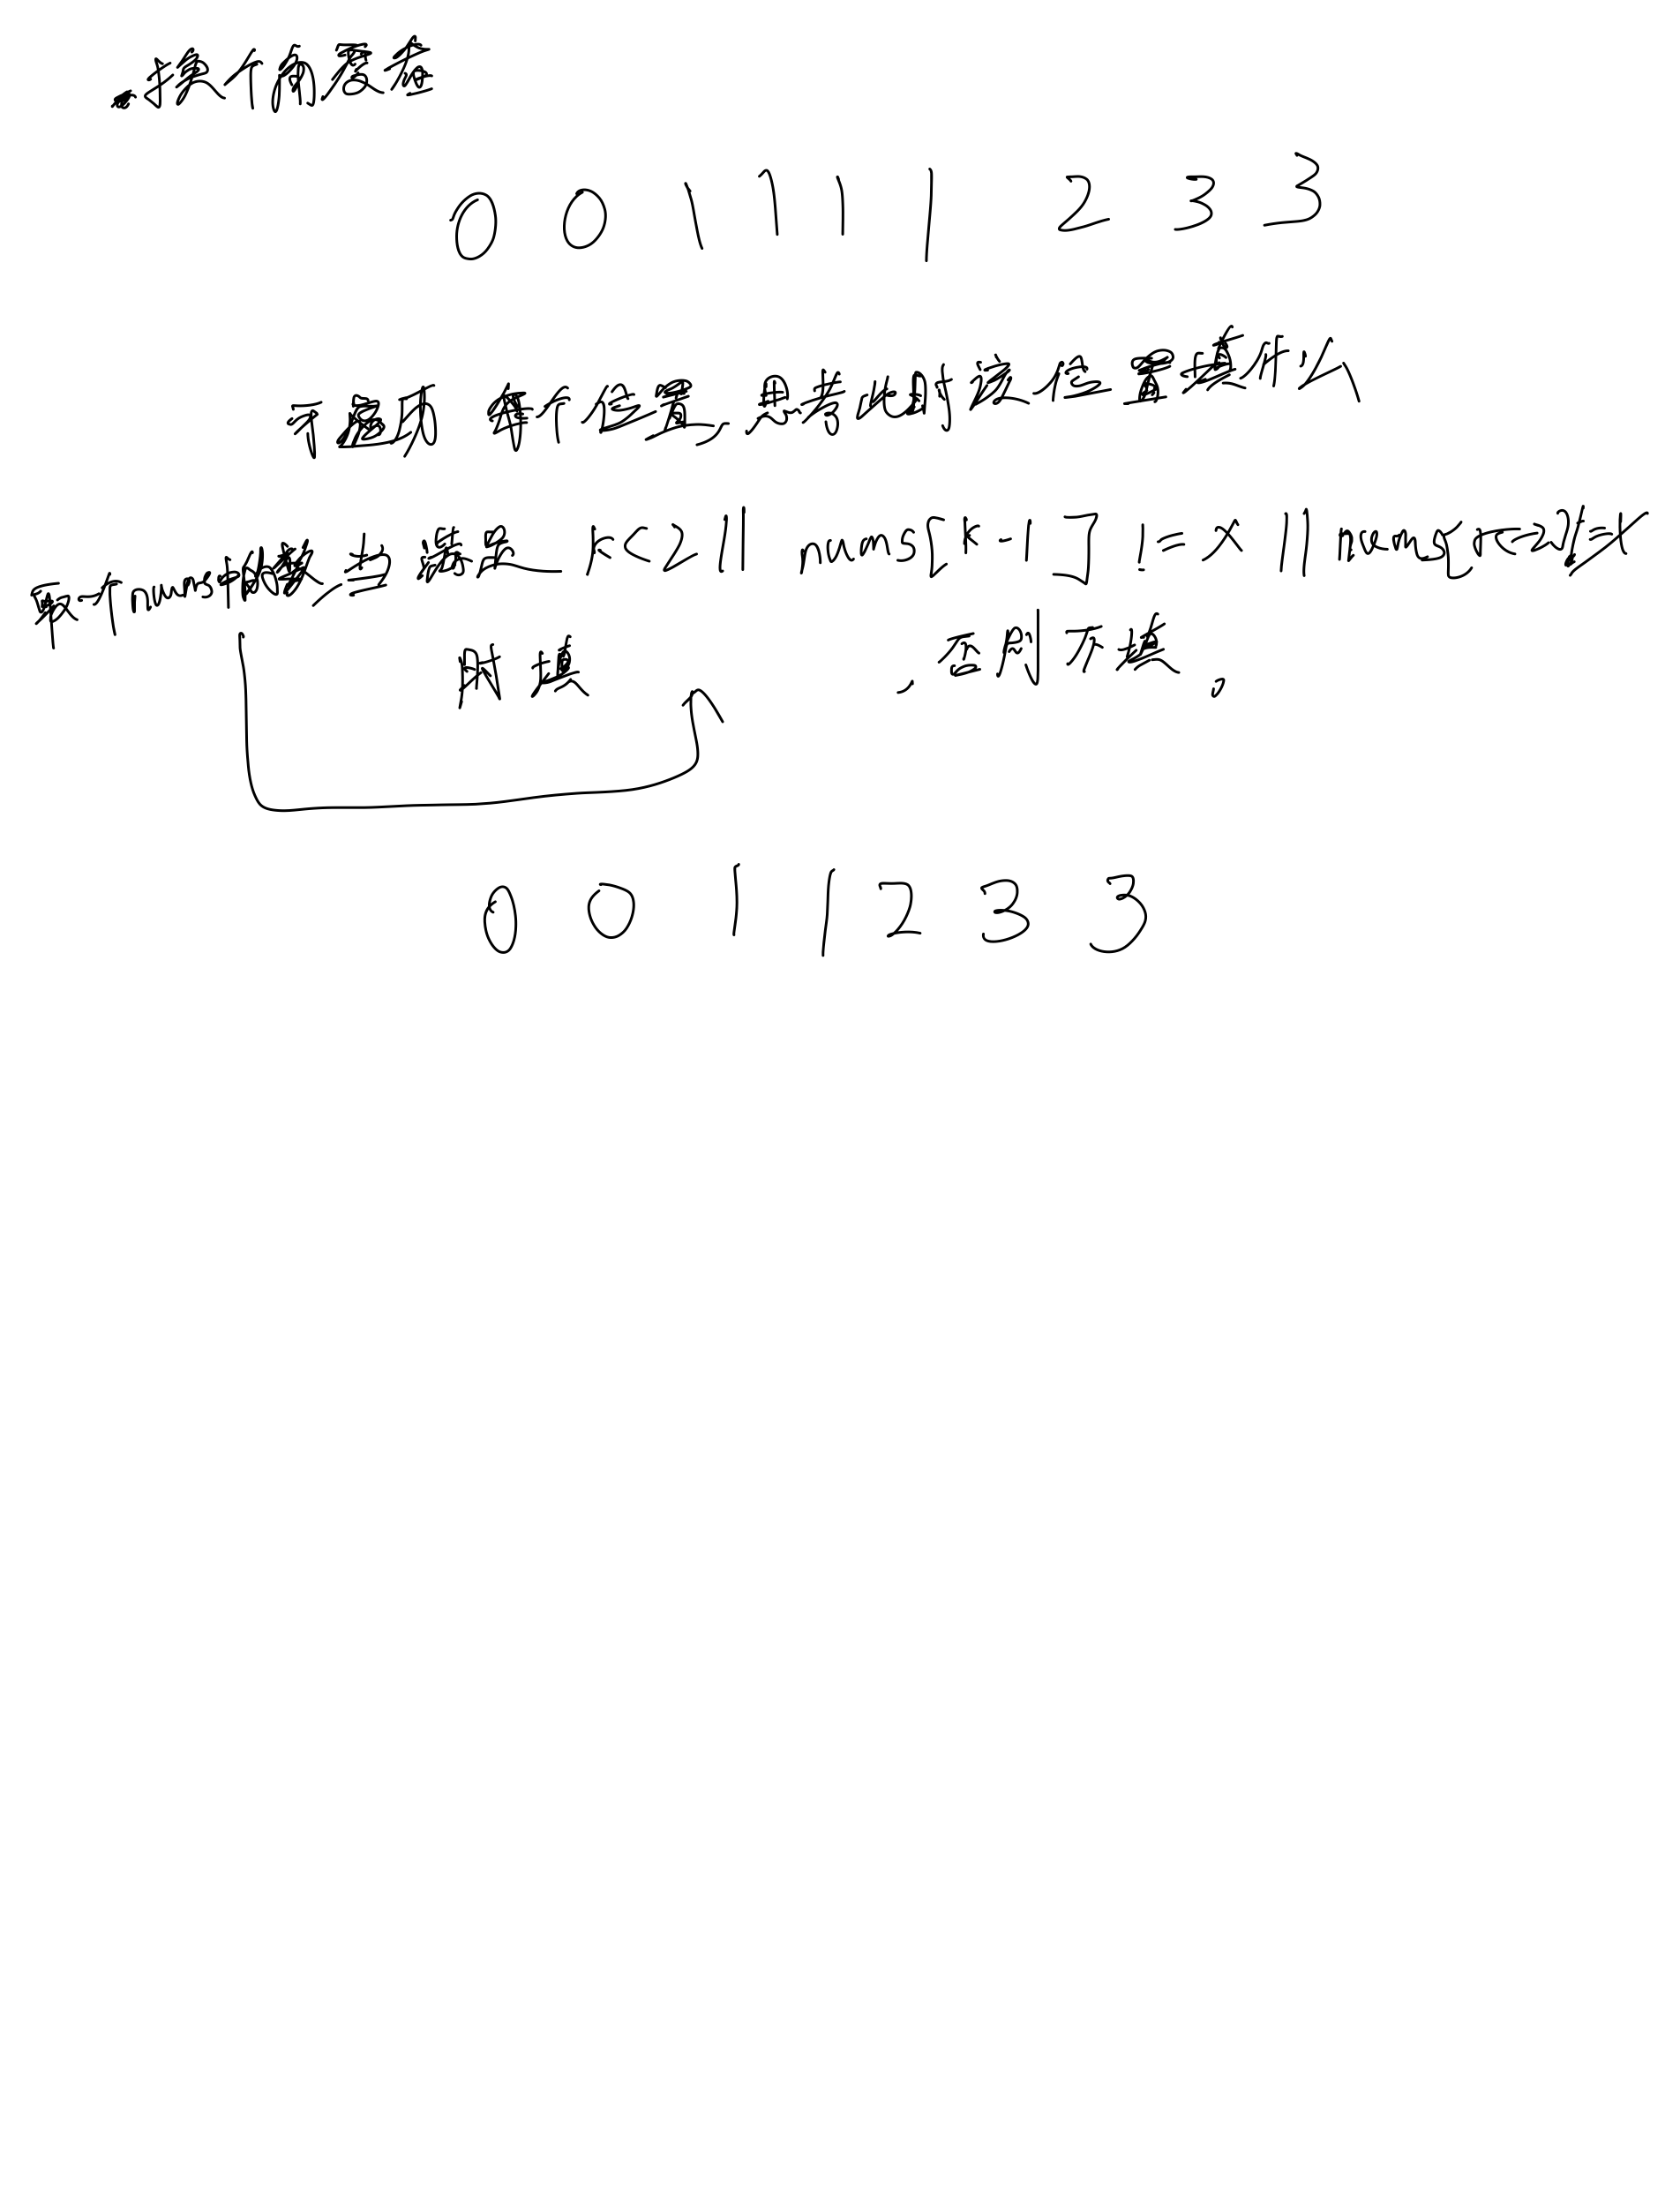 换个角度看
0 0 1 1 1 1 2 3 3
不遍历 每个位置,思考此时该位置填什么
取一个nums中的数 当满足 k<2 || nums[k-1] != x || nums[k-2] != x
时填 ,否则不填。
0 0 1 1 2 3 3